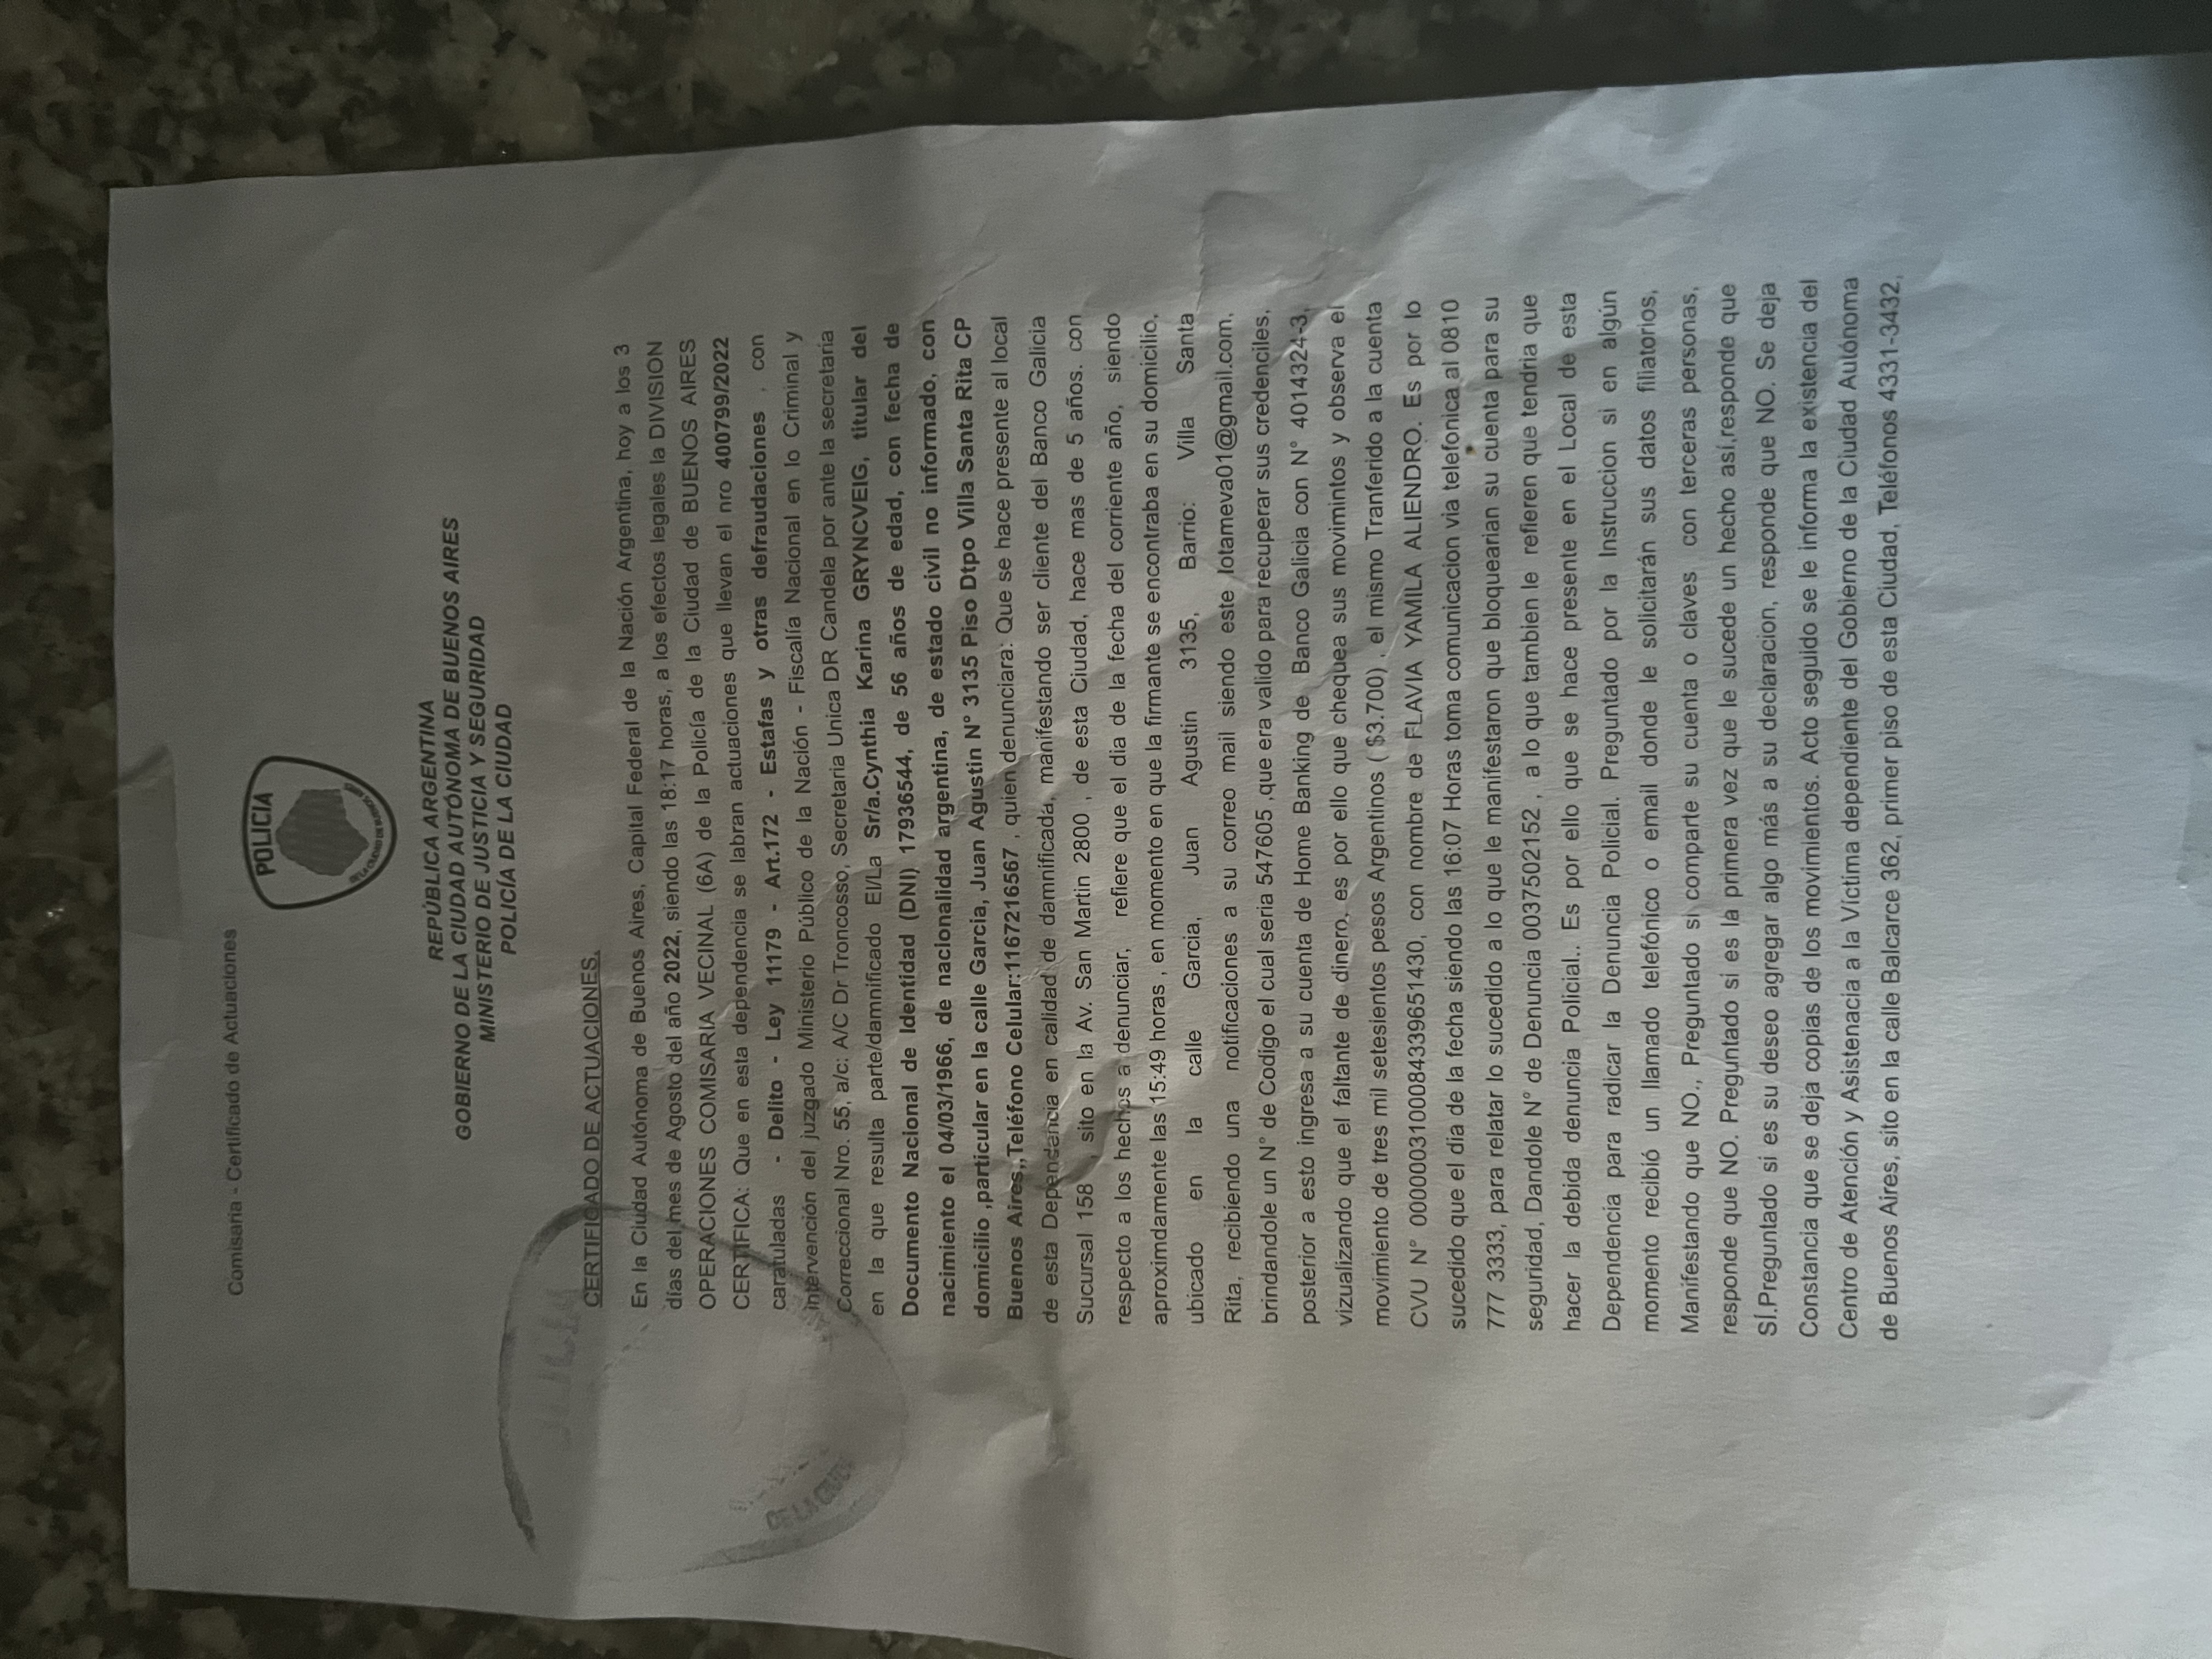 Comisaria - Certificado de Actuaciones
POLICIA
DE LA CIUDAD DE BUENOS AIRES
REPÚBLICA ARGENTINA
GOBIERNO DE LA CIUDAD AUTÓNOMA DE BUENOS AIRES
MINISTERIO DE JUSTICIA Y SEGURIDAD
POLICÍA DE LA CIUDAD
CERTIFICADO DE ACTUACIONES.
En la Ciudad Autónoma de Buenos Aires, Capital Federal de la Nación Argentina, hoy a los 3
días del mes de Agosto del año 2022, siendo las 18:17 horas, a los efectos legales la DIVISION
OPERACIONES COMISARIA VECINAL (6A) de la Policía de la Ciudad de BUENOS AIRES
CERTIFICA: Que en esta dependencia se labran actuaciones que llevan el nro 400799/2022
caratuladas - Delito - Ley 11179 - Art.172 - Estafas y otras defraudaciones , con
intervención del juzgado Ministerio Público de la Nación - Fiscalía Nacional en lo Criminal y
Correccional Nro. 55, a/c: A/C Dr Troncosso, Secretaria Unica DR Candela por ante la secretaria
en la que resulta parte/damnificado El/La Sr/a.Cynthia Karina GRYNCVEIG, titular del
Documento Nacional de Identidad (DNI) 17936544, de 56 años de edad, con fecha de
nacimiento el 04/03/1966, de nacionalidad argentina, de estado civil no informado, con
domicilio ,particular en la calle Garcia, Juan Agustin N° 3135 Piso Dtpo Villa Santa Rita CP
Buenos Aires,,Teléfono Celular:1167216567 , quien denunciara: Que se hace presente al local
de esta Dependencia en calidad de damnificada, manifestando ser cliente del Banco Galicia
Sucursal 158 , sito en la Av. San Martin 2800 , de esta Ciudad, hace mas de 5 años. con
respecto a los hechos a denunciar, refiere que el dia de la fecha del corriente año, siendo
aproximdamente las 15:49 horas , en momento en que la firmante se encontraba en su domicilio,
ubicado en la calle Garcia, Juan Agustin 3135, Barrio: Villa Santa
Rita, recibiendo una notificaciones a su correo mail siendo este lotameva01@gmail.com,
brindandole un N° de Codigo el cual seria 547605 ,que era valido para recuperar sus credenciles,
posterior a esto ingresa a su cuenta de Home Banking de Banco Galicia con N° 4014324-3,
vizualizando que el faltante de dinero, es por ello que chequea sus movimintos y observa el
movimiento de tres mil setesientos pesos Argentinos ( $3.700) , el mismo Tranferido a la cuenta
CVU N° 0000003100084339651430, con nombre de FLAVIA YAMILA ALIENDRO. Es por lo
sucedido que el dia de la fecha siendo las 16:07 Horas toma comunicacion via telefonica al 0810
777 3333, para relatar lo sucedido a lo que le manifestaron que bloquearian su cuenta para su
seguridad, Dandole N° de Denuncia 0037502152 , a lo que tambien le refieren que tendria que
hacer la debida denuncia Policial.. Es por ello que se hace presente en el Local de esta
Dependencia para radicar la Denuncia Policial. Preguntado por la Instruccion si en algún
momento recibió un llamado telefónico o email donde le solicitarán sus datos filiatorios,
Manifestando que NO., Preguntado si comparte su cuenta o claves con terceras personas,
responde que NO. Preguntado si es la primera vez que le sucede un hecho así,responde que
SÍ.Preguntado si es su deseo agregar algo más a su declaracion, responde que NO. Se deja
Constancia que se deja copias de los movimientos. Acto seguido se le informa la existencia del
Centro de Atención y Asistenacia a la Víctima dependiente del Gobierno de la Ciudad Autónoma
de Buenos Aires, sito en la calle Balcarce 362, primer piso de esta Ciudad, Teléfonos 4331-3432,